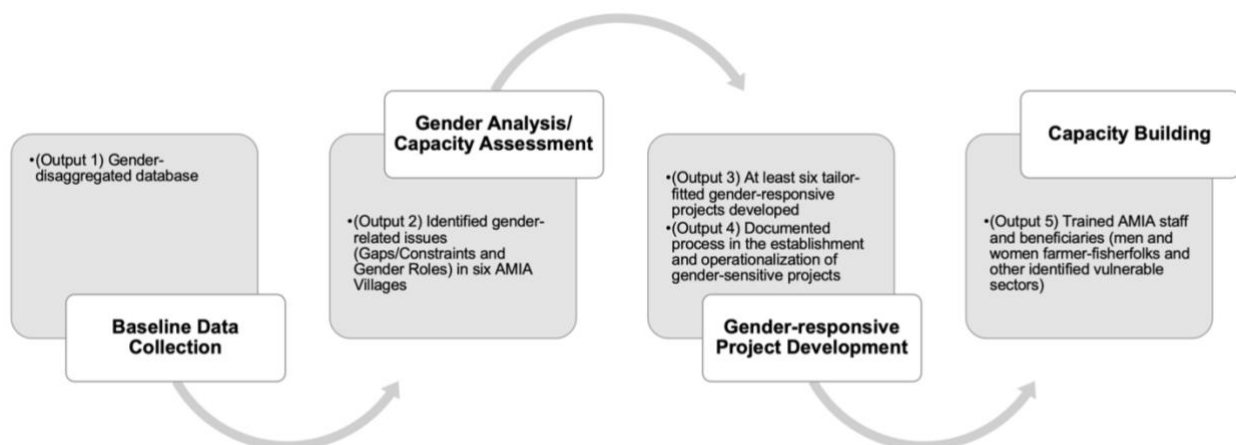 •(Output 1) Gender-
disaggregated database
Baseline Data
Collection
Gender Analysis/
Capacity Assessment
•(Output 2) Identified gender-
related issues
(Gaps/Constraints and
Gender Roles) in six AMIA
Villages
•(Output 3) At least six tailor-
fitted gender-responsive
projects developed
•(Output 4) Documented
process in the establishment
and operationalization of
gender-sensitive projects
Gender-responsive
Project Development
Capacity Building
•(Output 5) Trained AMIA staff
and beneficiaries (men and
women farmer-fisherfolks and
other identified vulnerable
sectors)